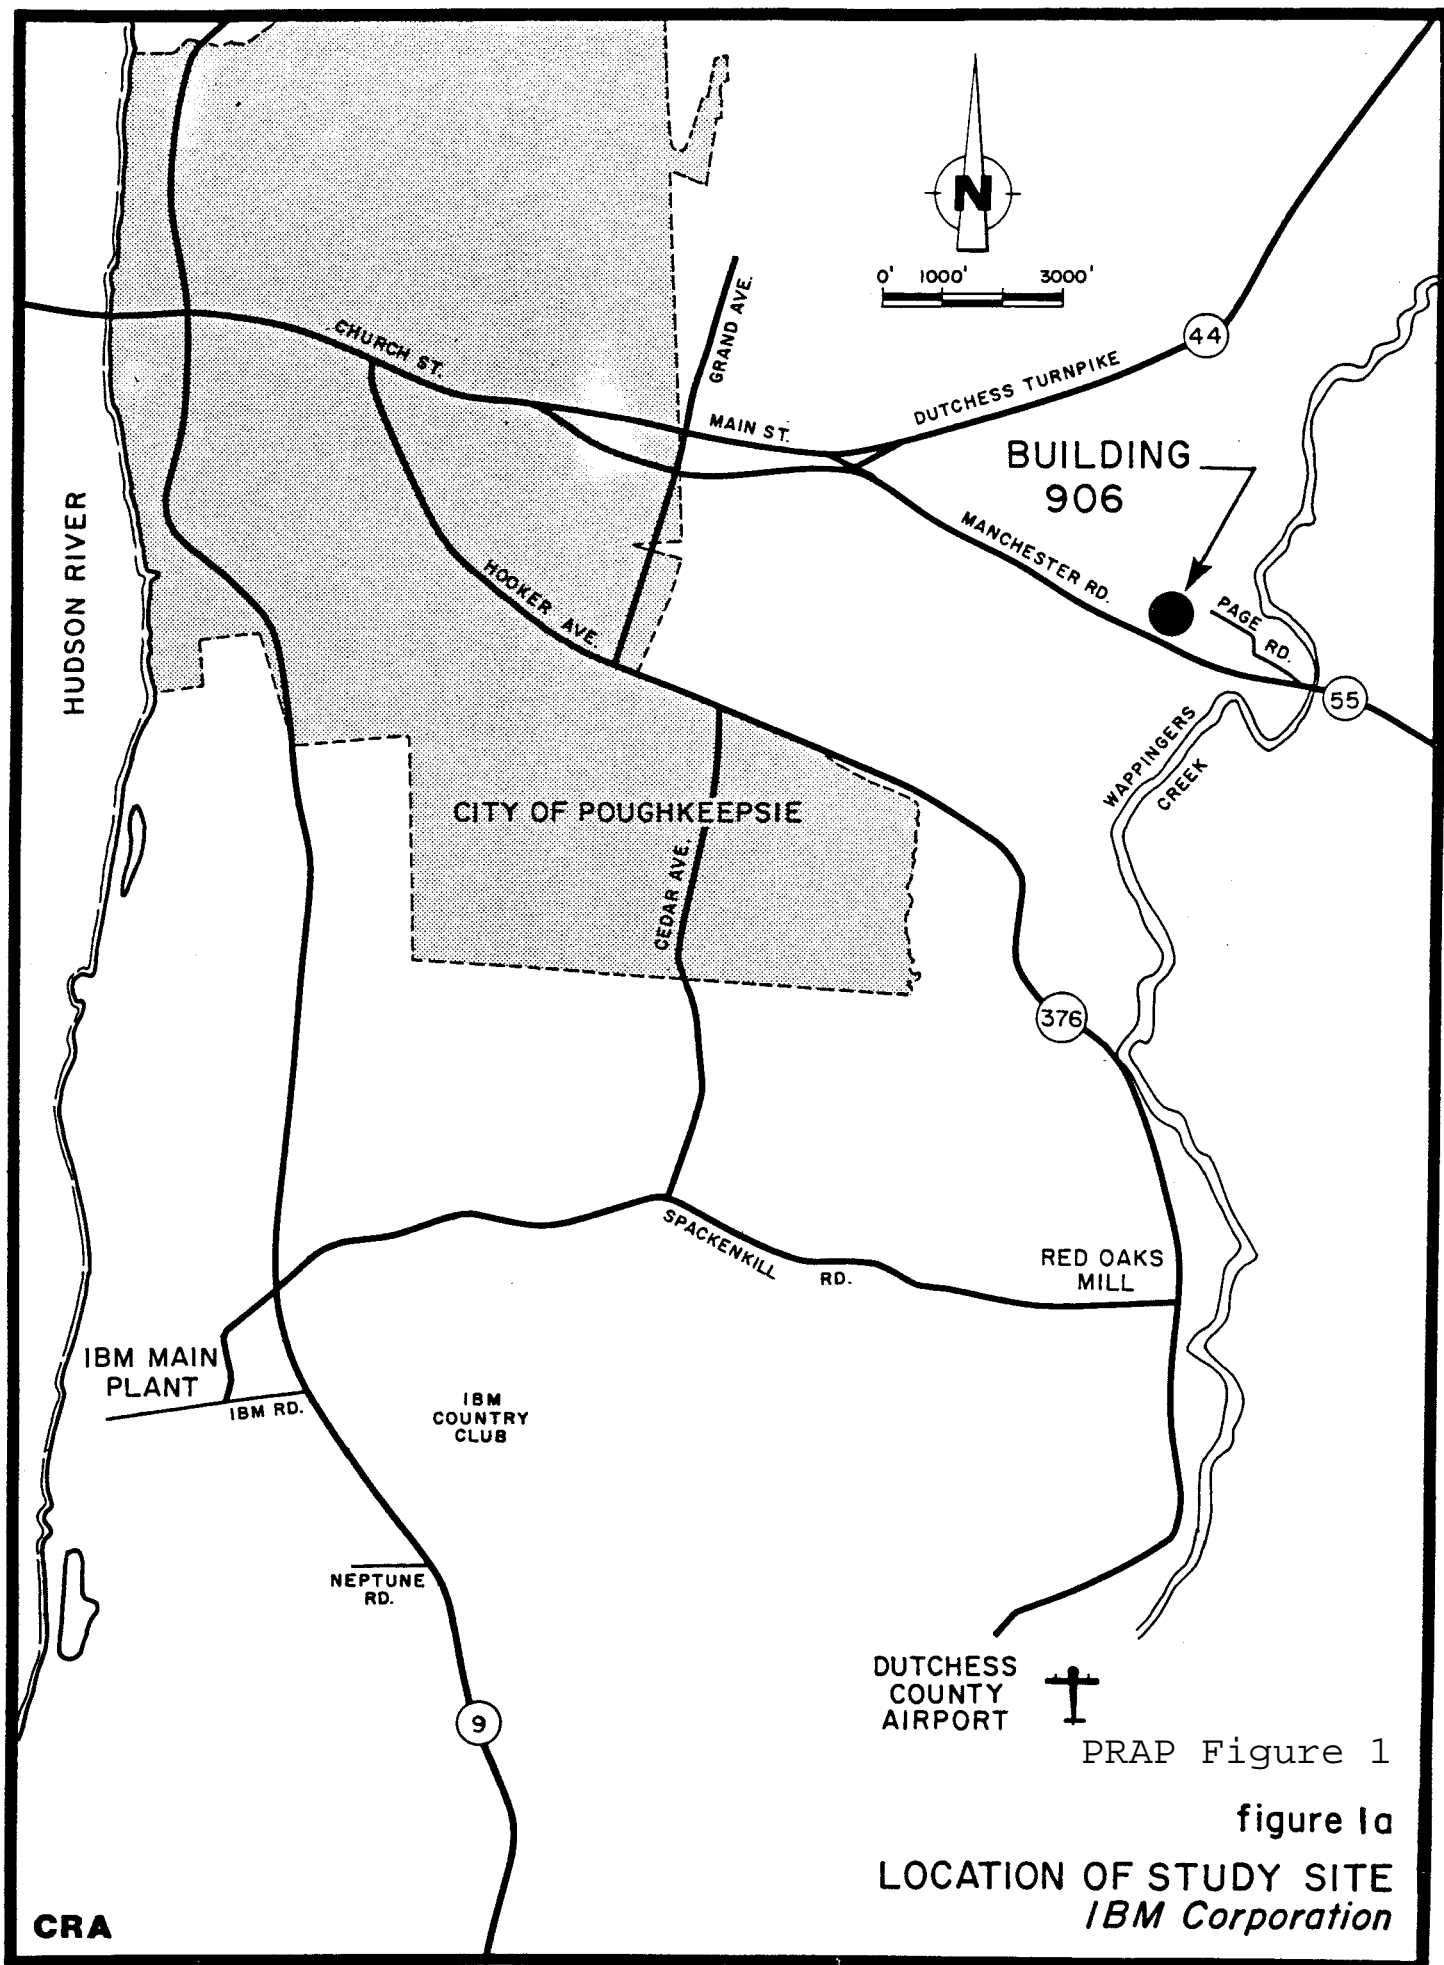 N
0' 1000' 3000'
GRAND AVE.
CHURCH ST.
44
DUTCHESS TURNPIKE
MAIN ST.
BUILDING
906
HUDSON RIVER
MANCHESTER RD.
HOOKER AVE.
PAGE RD.
55
WAPPINGERS
CREEK
CITY OF POUGHKEEPSIE
CEDAR AVE.
376
SPACKENKILL RD.
RED OAKS
MILL
IBM MAIN
PLANT
IBM RD.
IBM
COUNTRY
CLUB
NEPTUNE
RD.
DUTCHESS
COUNTY
AIRPORT
9
PRAP Figure 1
figure 1a
LOCATION OF STUDY SITE
IBM Corporation
CRA